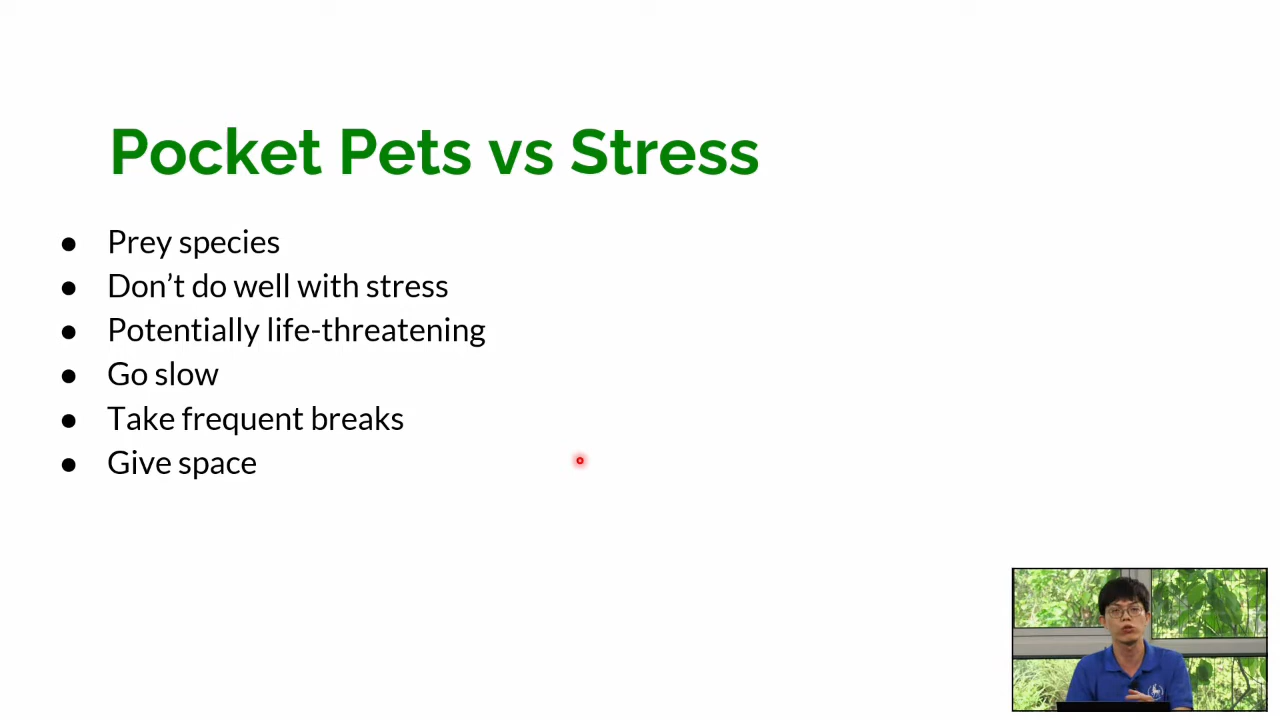 Pocket Pets vs Stress
● Prey species
● Don’t do well with stress
● Potentially life-threatening
● Go slow
● Take frequent breaks
● Give space